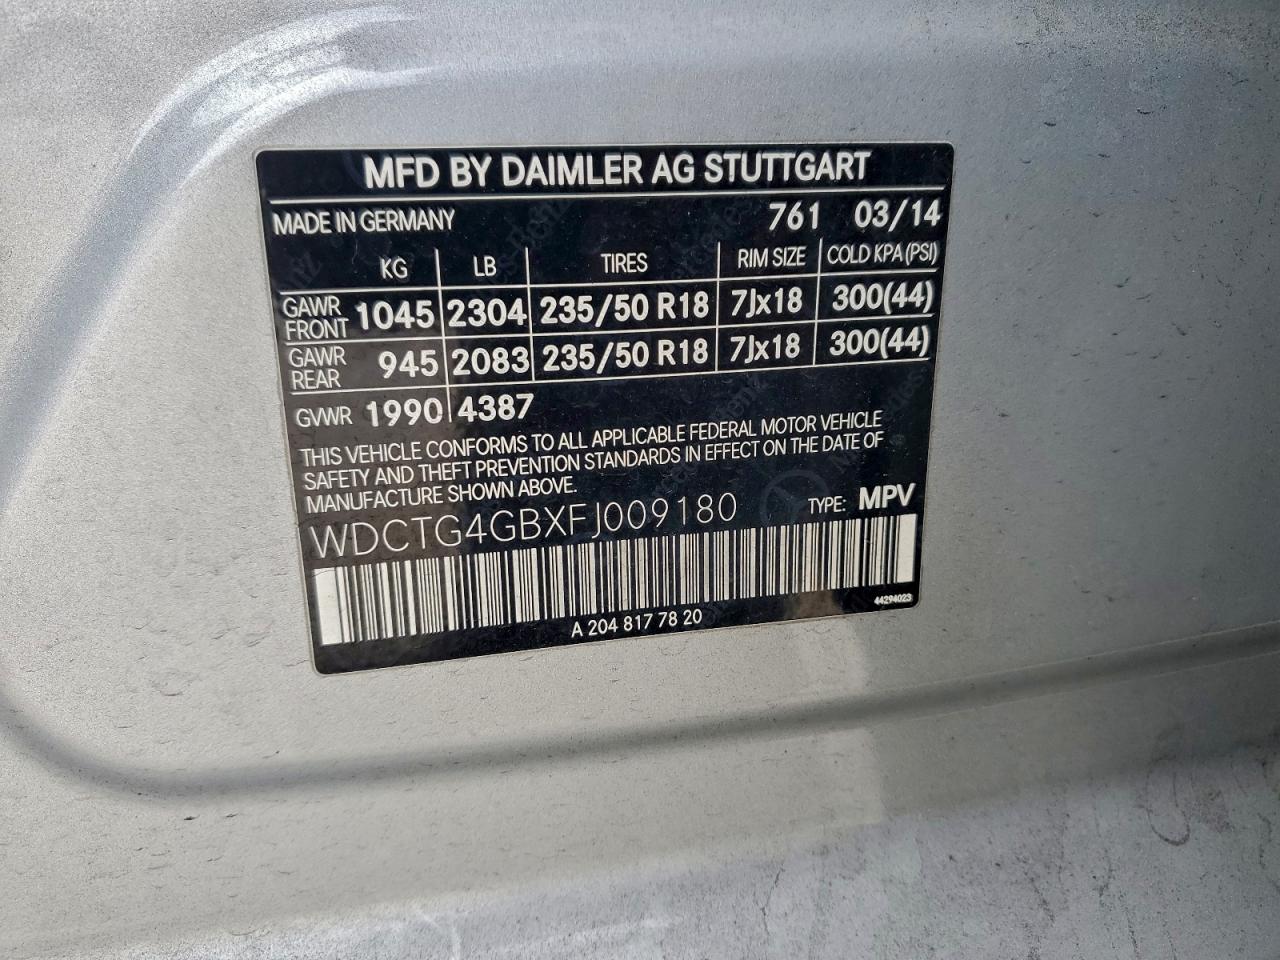 MFD BY DAIMLER AG STUTTGART
MADE IN GERMANY 761 03/14
KG LB TIRES RIM SIZE COLD KPA (PSI)
GAWR FRONT 1045 2304 235/50 R18 7Jx18 300(44)
GAWR REAR 945 2083 235/50 R18 7Jx18 300(44)
GVWR 1990 4387
THIS VEHICLE CONFORMS TO ALL APPLICABLE FEDERAL MOTOR VEHICLE
SAFETY AND THEFT PREVENTION STANDARDS IN EFFECT ON THE DATE OF
MANUFACTURE SHOWN ABOVE.
WDCTG4GBXFJ009180 TYPE: MPV
44294023
A 204 817 78 20